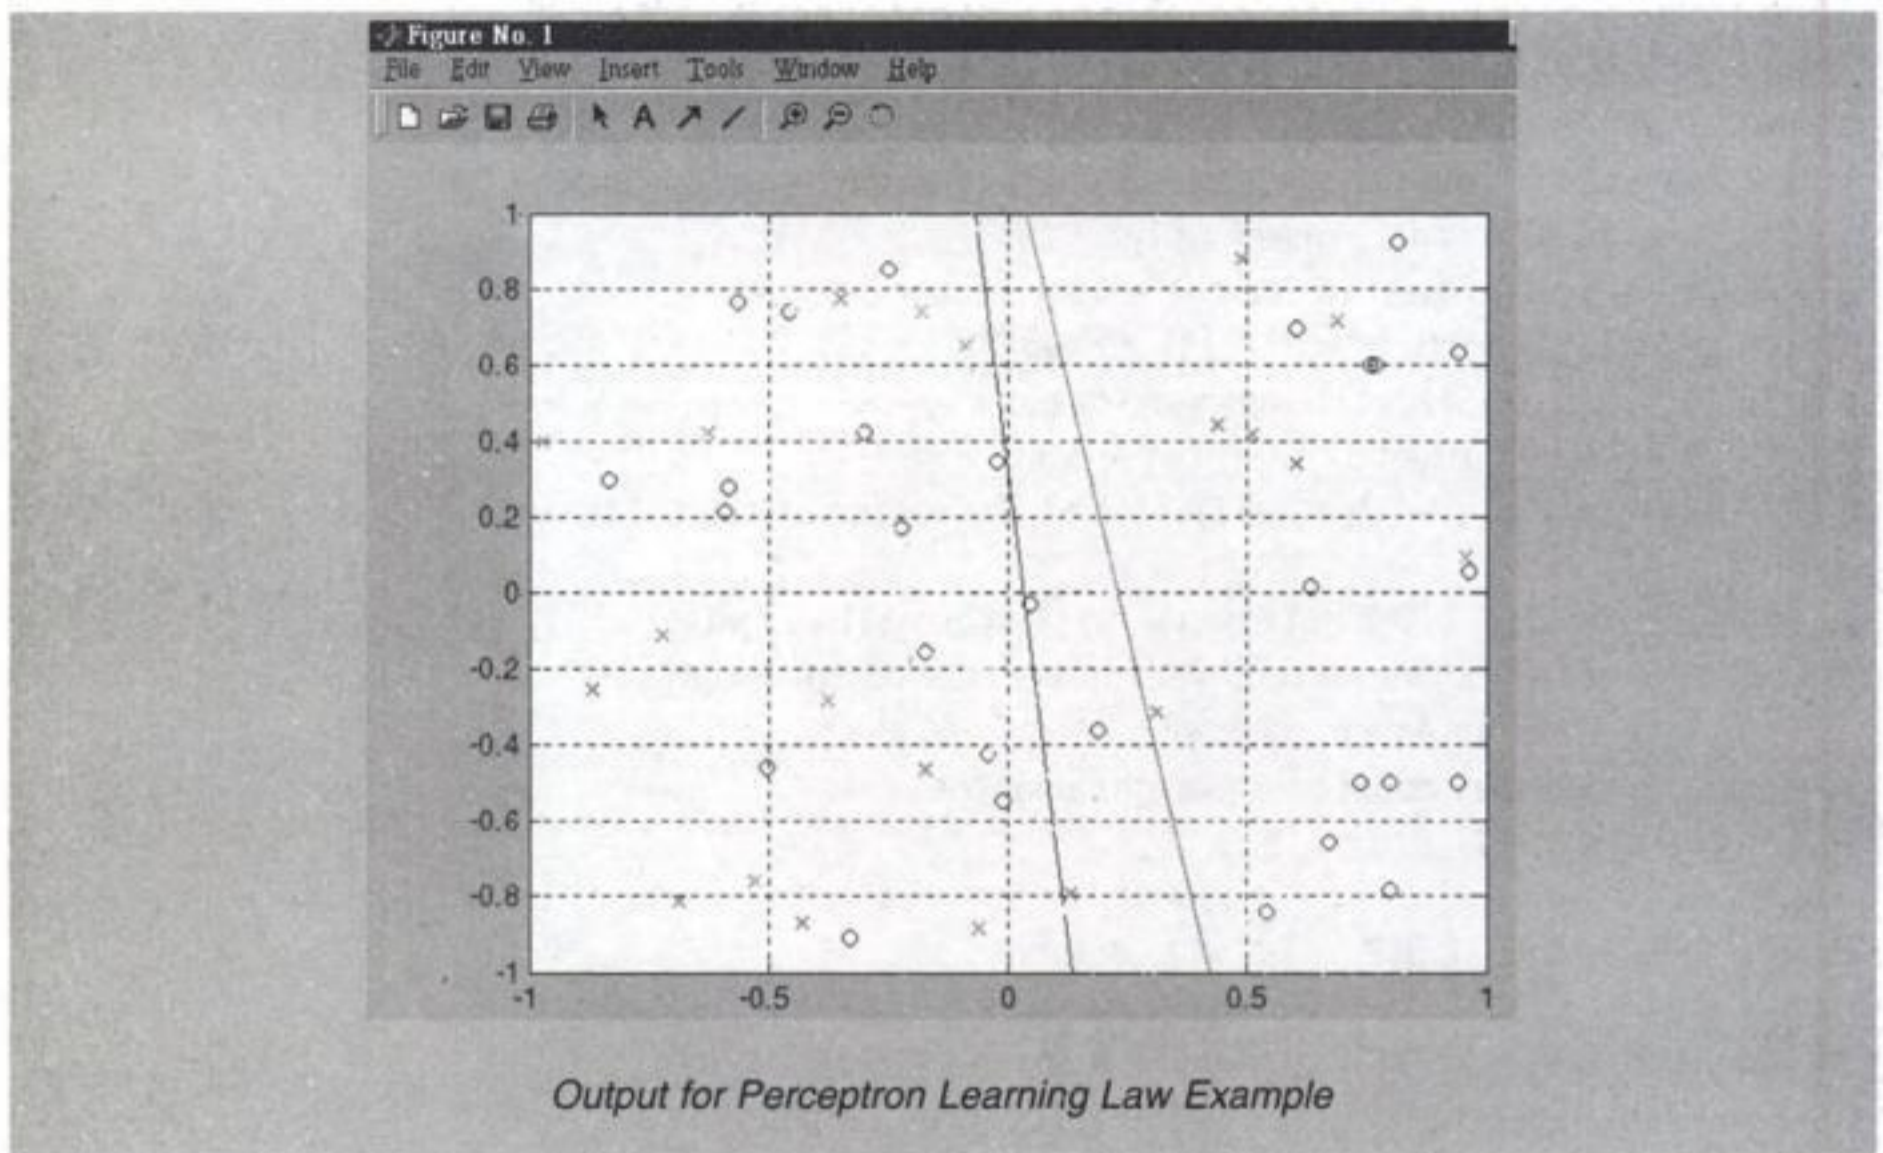 Figure No. 1
File Edit View Insert Tools Window Help
A
1
0.8
0.6
0.4
0.2
0
-0.2
-0.4
-0.6
-0.8
-1
-1 -0.5 0 0.5 1
Output for Perceptron Learning Law Example